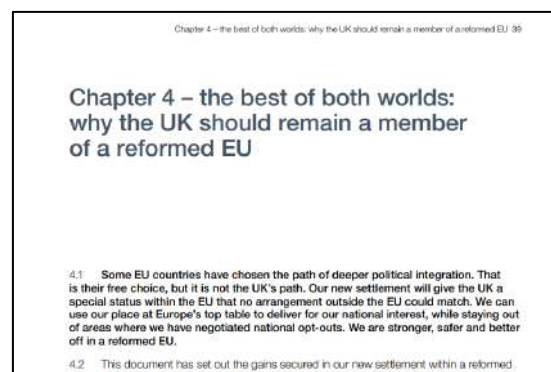 Chapter 4 – the best of both worlds: why the UK should remain a member of a reformed EU 39
Chapter 4 – the best of both worlds:
why the UK should remain a member
of a reformed EU
4.1 Some EU countries have chosen the path of deeper political integration. That
is their free choice, but it is not the UK's path. Our new settlement will give the UK a
special status within the EU that no arrangement outside the EU could match. We can
use our place at Europe's top table to deliver for our national interest, while staying out
of areas where we have negotiated national opt-outs. We are stronger, safer and better
off in a reformed EU.
4.2 This document has set out the gains secured in our new settlement within a reformed